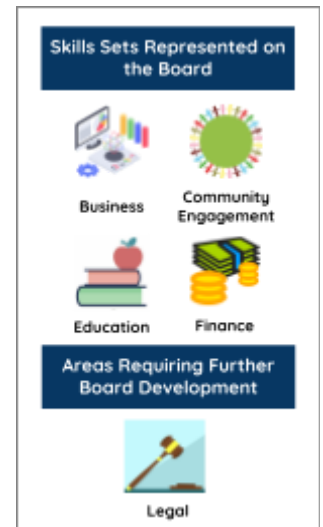 Skills Sets Represented on
the Board
Business
Community
Engagement
Education
Finance
Areas Requiring Further
Board Development
Legal